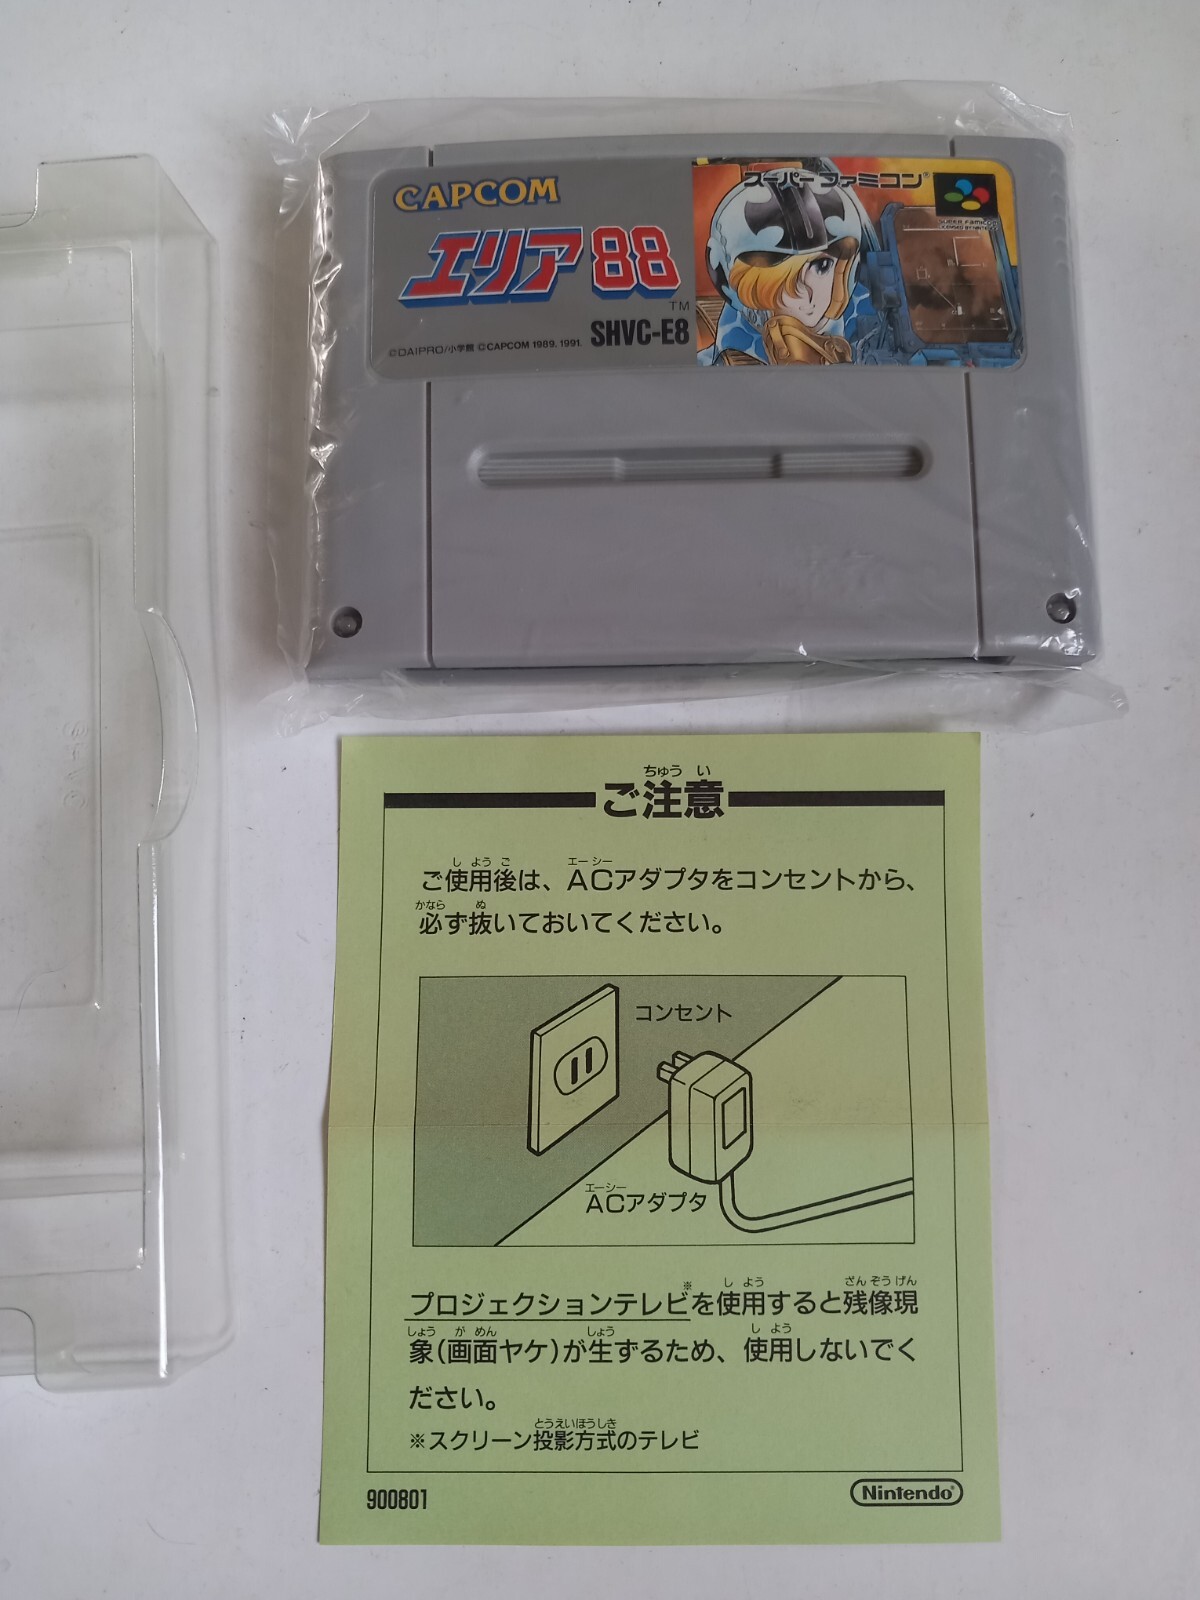 CAPCOM
エリア88
TM
©DAIPRO/小学館 ©CAPCOM 1989, 1991. SHVC-E8
スーパーファミコン®
SUPER FAMICOM
ちゅう い
ご注意
し よう ご エーシー
ご使用後は、ACアダプタをコンセントから、
かなら ぬ
必ず抜いておいてください。
コンセント
エーシー
ACアダプタ
※ し よう ざん ぞう げん
プロジェクションテレビを使用すると残像現
しょう が めん しょう し よう
象(画面ヤケ)が生ずるため、使用しないでく
ださい。
とうえいほうしき
※スクリーン投影方式のテレビ
900801 Nintendo